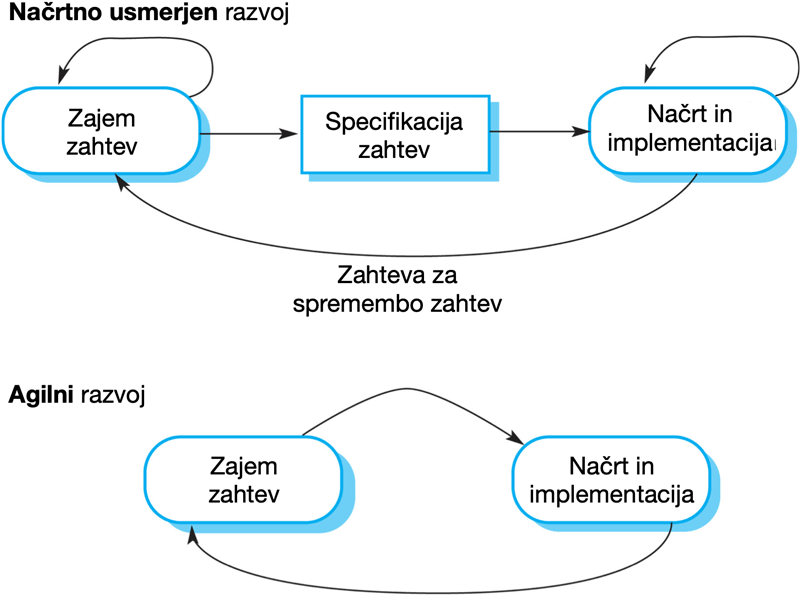 Načrtno usmerjen razvoj
Zajem
zahtev
Specifikacija
zahtev
Načrt in
implementacija
Zahteva za
spremembo zahtev
Agilni razvoj
Zajem
zahtev
Načrt in
implementacija